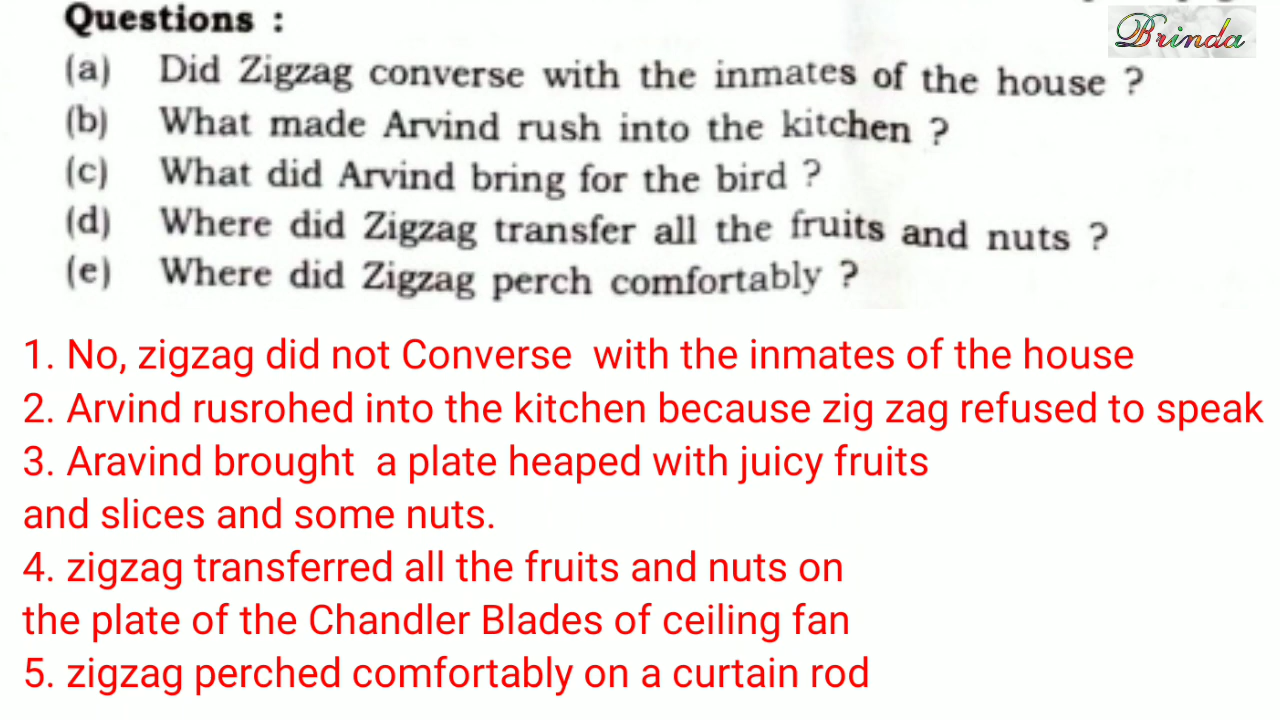 Questions :
Brinda
(a) Did Zigzag converse with the inmates of the house ?
(b) What made Arvind rush into the kitchen ?
(c) What did Arvind bring for the bird ?
(d) Where did Zigzag transfer all the fruits and nuts ?
(e) Where did Zigzag perch comfortably ?
1. No, zigzag did not Converse with the inmates of the house
2. Arvind rusrohed into the kitchen because zig zag refused to speak
3. Aravind brought a plate heaped with juicy fruits
and slices and some nuts.
4. zigzag transferred all the fruits and nuts on
the plate of the Chandler Blades of ceiling fan
5. zigzag perched comfortably on a curtain rod